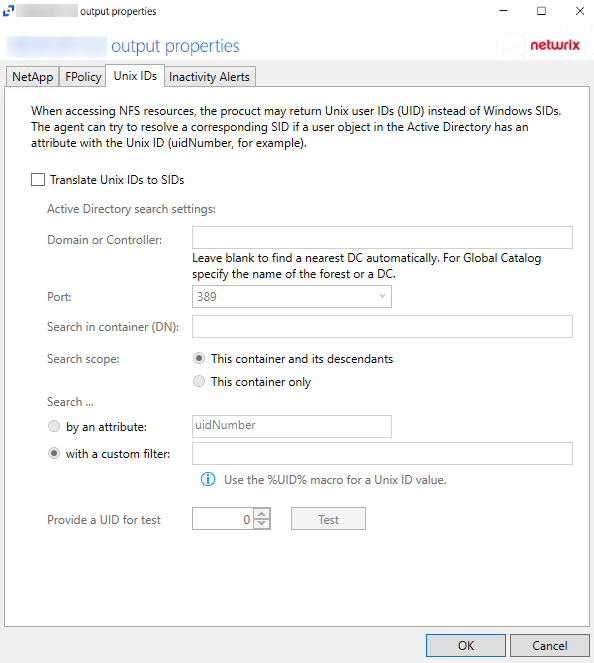 output properties
output properties
netwrix
NetApp FPolicy Unix IDs Inactivity Alerts
When accessing NFS resources, the procuct may return Unix user IDs (UID) instead of Windows SIDs.
The agent can try to resolve a corresponding SID if a user object in the Active Directory has an
attribute with the Unix ID (uidNumber, for example).
Translate Unix IDs to SIDs
Active Directory search settings:
Domain or Controller:
Leave blank to find a nearest DC automatically. For Global Catalog
specify the name of the forest or a DC.
Port: 389
Search in container (DN):
Search scope: This container and its descendants
This container only
Search ...
by an attribute: uidNumber
with a custom filter:
Use the %UID% macro for a Unix ID value.
Provide a UID for test 0 Test
OK Cancel